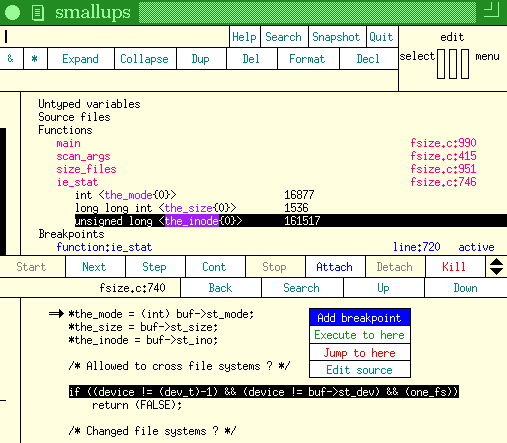 smallups
Help Search Snapshot Quit edit
& * Expand Collapse Dup Del Format Decl select menu
Untyped variables
Source files
Functions
main fsize.c:990
scan_args fsize.c:415
size_files fsize.c:951
ie_stat fsize.c:746
int <the_mode{0}> 16877
long long int <the_size{0}> 1536
unsigned long <the_inode{0}> 161517
Breakpoints
function:ie_stat line:720 active
Start Next Step Cont Stop Attach Detach Kill
fsize.c:740 Back Search Up Down
*the_mode = (int) buf->st_mode;
*the_size = buf->st_size;
*the_inode = buf->st_ino;
Add breakpoint
Execute to here
Jump to here
Edit source
/* Allowed to cross file systems ? */
if ((device != (dev_t)-1) && (device != buf->st_dev) && (one_fs))
return (FALSE);
/* Changed file systems ? */